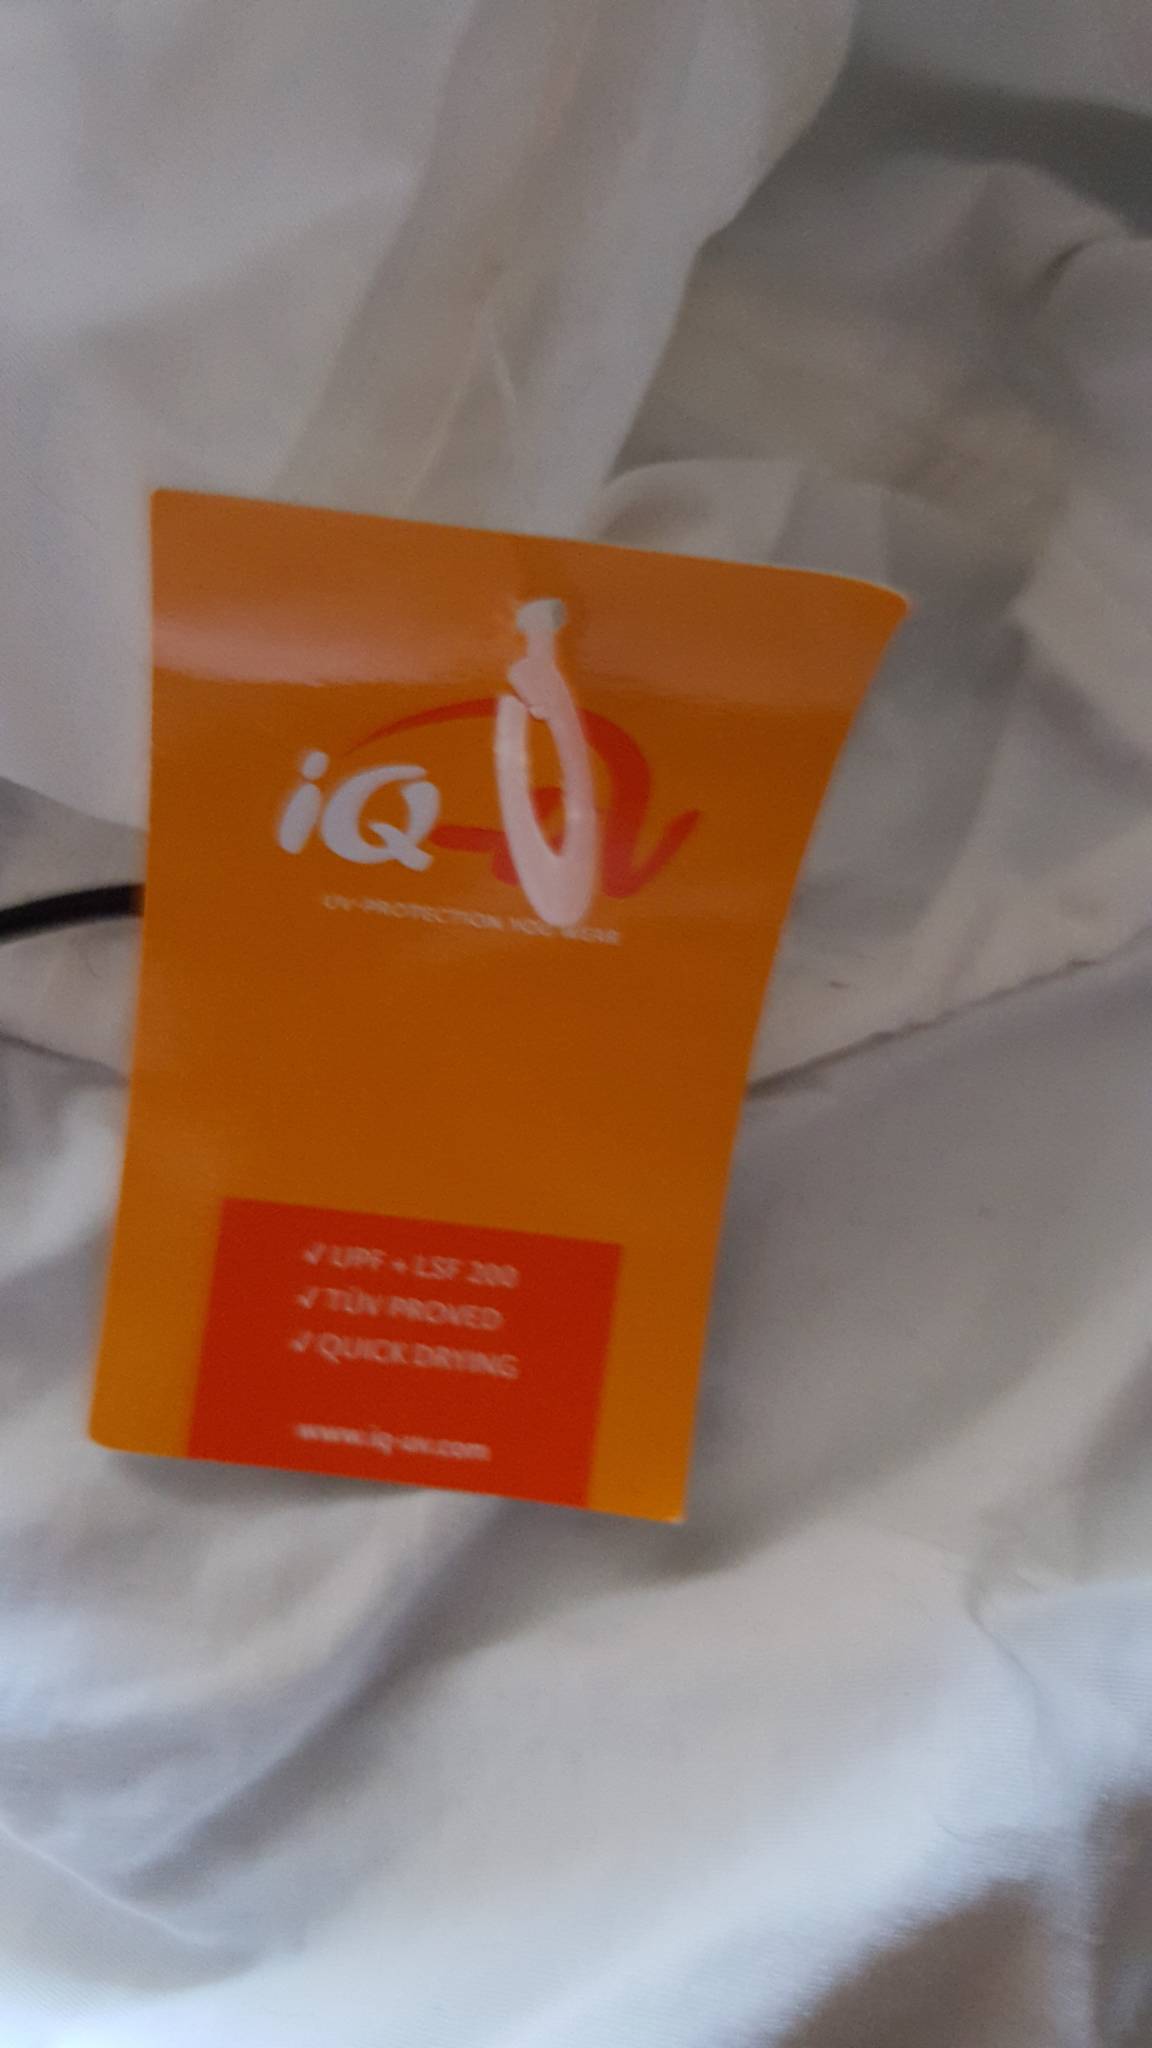 iQ-UV
UV-PROTECTION YOU WEAR
✓ UPF + LSF 200
✓ TÜV PROVED
✓ QUICK DRYING
www.iq-uv.com